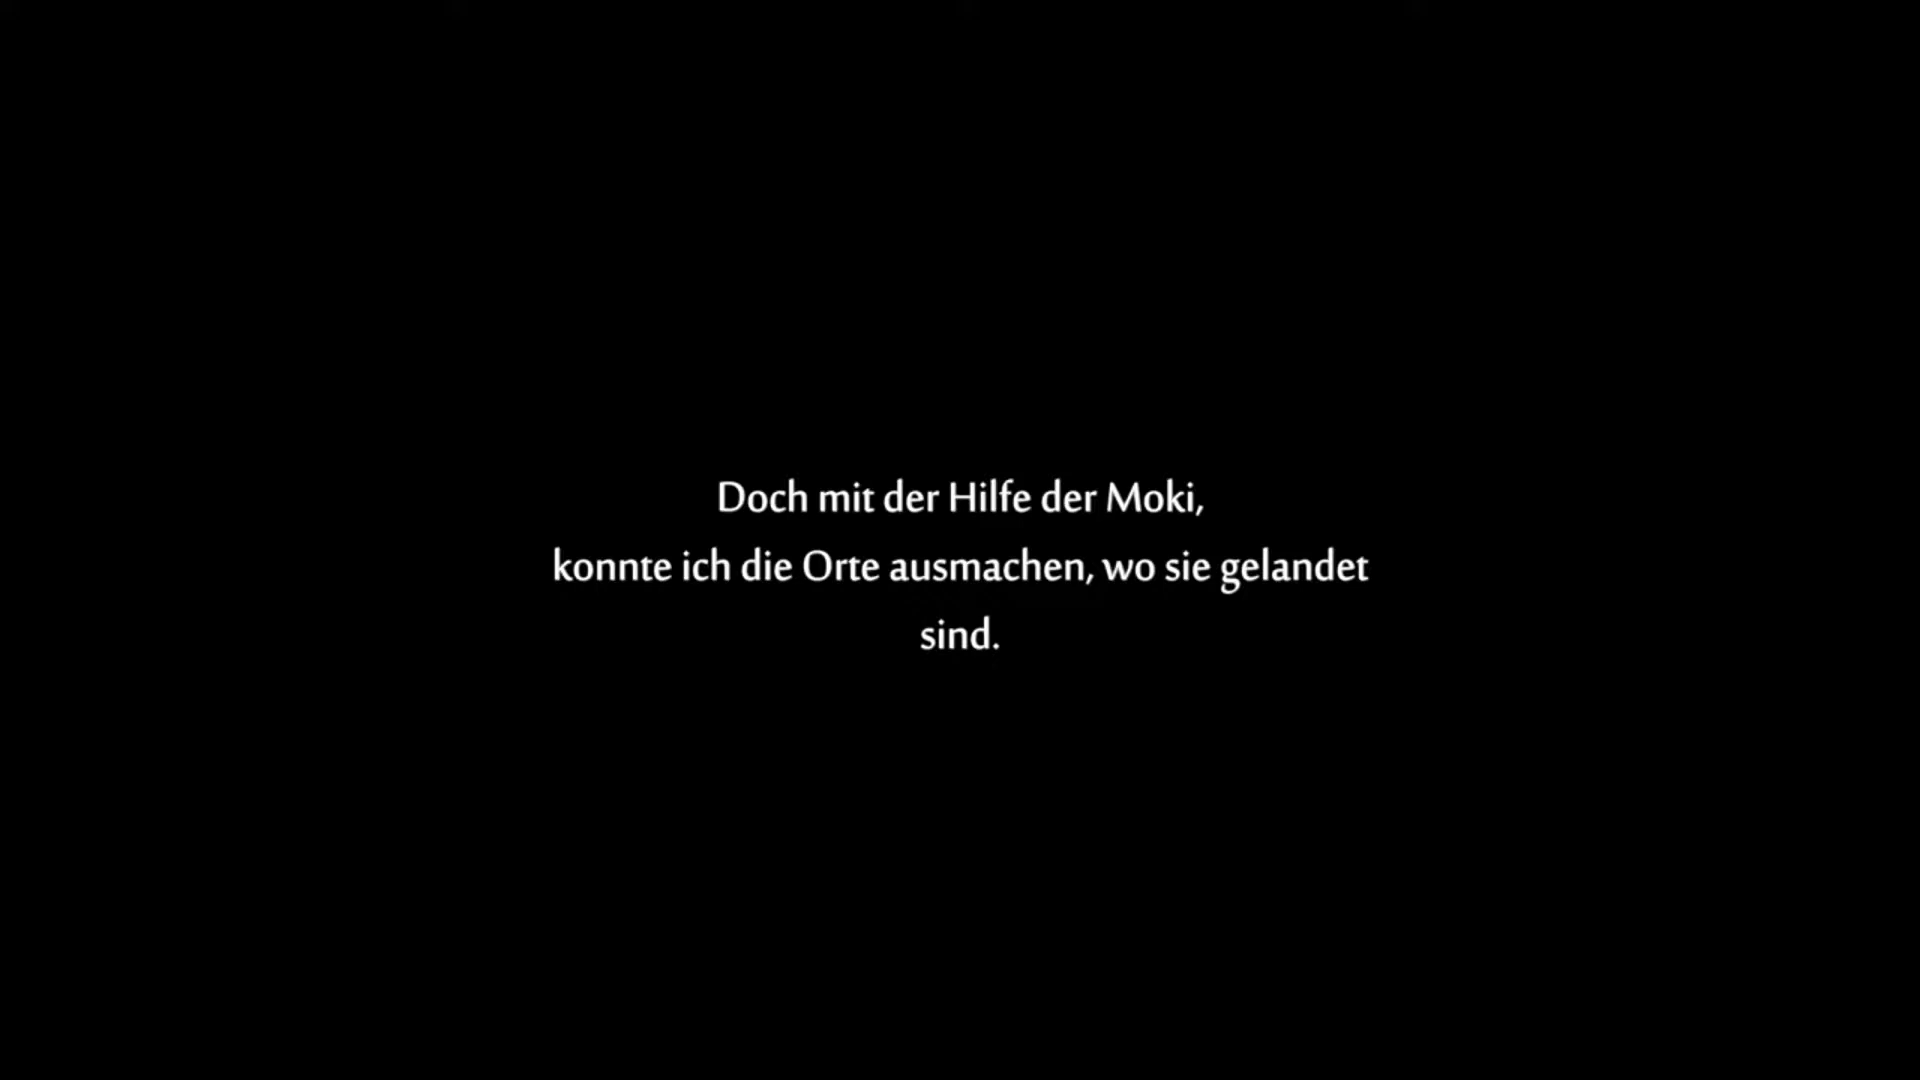 Doch mit der Hilfe der Moki,
konnte ich die Orte ausmachen, wo sie gelandet
sind.